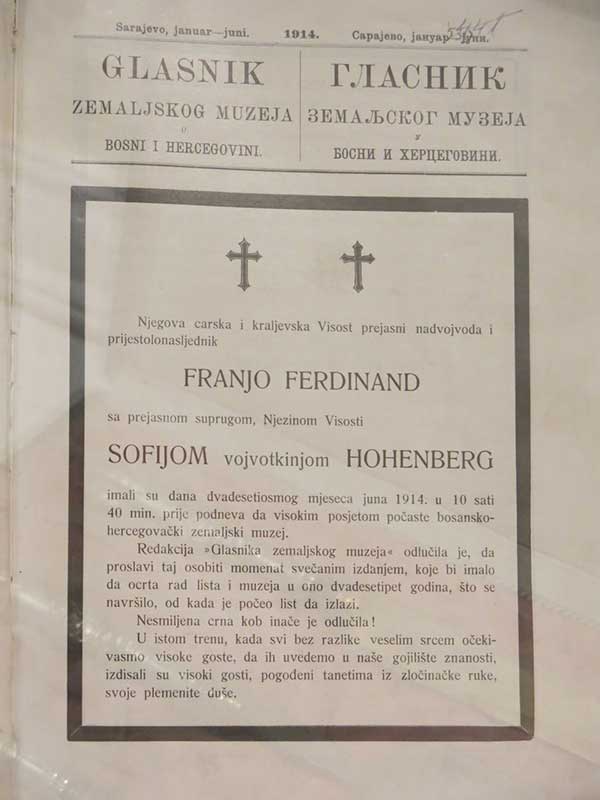 Sarajevo, januar—juni. 1914. Сарајево, јануар—јуни.
GLASNIK
ZEMALJSKOG MUZEJA
U
BOSNI I HERCEGOVINI.
ГЛАСНИК
ЗЕМАЉСКОГ МУЗЕЈА
У
БОСНИ И ХЕРЦЕГОВИНИ.
Njegova carska i kraljevska Visost prejasni nadvojvoda i
prijestolonasljednik
FRANJO FERDINAND
sa prejasnom suprugom, Njezinom Visosti
SOFIJOM vojvotkinjom HOHENBERG
imali su dana dvadesetiosmog mjeseca juna 1914. u 10 sati
40 min. prije podneva da visokim posjetom počaste bosansko-
hercegovački zemaljski muzej.
Redakcija »Glasnika zemaljskog muzeja« odlučila je, da
proslavi taj osobiti momenat svečanim izdanjem, koje bi imalo
da ocrta rad lista i muzeja u ono dvadesetipet godina, što se
navršilo, od kada je počeo list da izlazi.
Nesmiljena crna kob inače je odlučila!
U istom trenu, kada svi bez razlike veselim srcem očeki-
vasmo visoke goste, da ih uvedemo u naše gojilište znanosti,
izdisali su visoki gosti, pogođeni tanetima iz zločinačke ruke,
svoje plemenite duše.